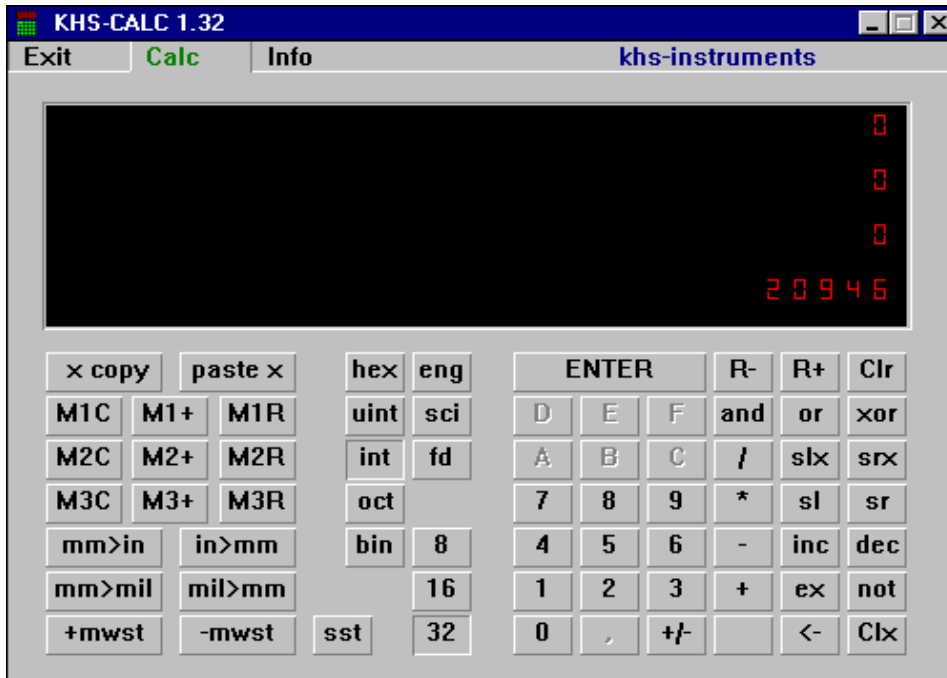 KHS-CALC 1.32
Exit Calc Info khs-instruments
0
0
0
20945
x copy paste x hex eng ENTER R- R+ Clr
M1C M1+ M1R uint sci D E F and or xor
M2C M2+ M2R int fd A B C / slx srx
M3C M3+ M3R oct 7 8 9 * sl sr
mm>in in>mm bin 8 4 5 6 - inc dec
mm>mil mil>mm 16 1 2 3 + ex not
+mwst -mwst sst 32 0 , +/- <- Clx